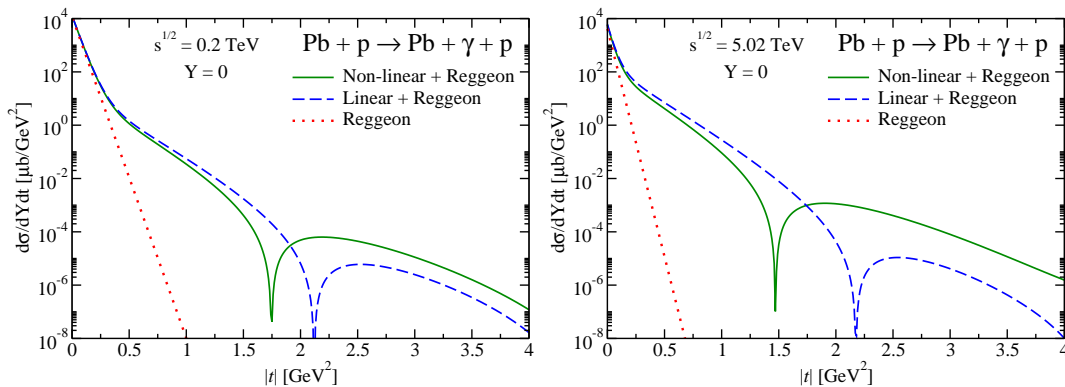 s^{1/2} = 0.2 TeV
Y = 0
Pb + p → Pb + γ + p
Non-linear + Reggeon
Linear + Reggeon
Reggeon
dσ/dYdt [μb/GeV^2]
10^4
10^2
10^0
10^{-2}
10^{-4}
10^{-6}
10^{-8}
0 0.5 1 1.5 2 2.5 3 3.5 4
|t| [GeV^2]
s^{1/2} = 5.02 TeV
Y = 0
Pb + p → Pb + γ + p
Non-linear + Reggeon
Linear + Reggeon
Reggeon
dσ/dYdt [μb/GeV^2]
10^4
10^2
10^0
10^{-2}
10^{-4}
10^{-6}
10^{-8}
0 0.5 1 1.5 2 2.5 3 3.5 4
|t| [GeV^2]